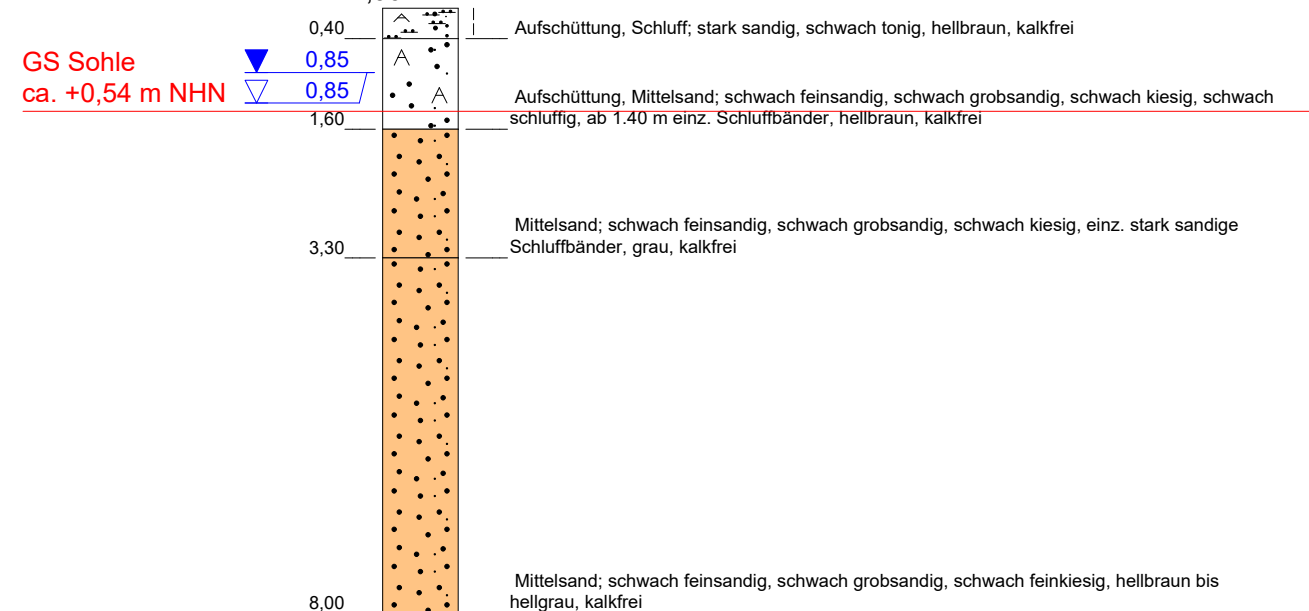 0,40
Aufschüttung, Schluff; stark sandig, schwach tonig, hellbraun, kalkfrei
GS Sohle
ca. +0,54 m NHN
0,85
0,85
Aufschüttung, Mittelsand; schwach feinsandig, schwach grobsandig, schwach kiesig, schwach
schluffig, ab 1.40 m einz. Schluffbänder, hellbraun, kalkfrei
1,60
A
A
A
Mittelsand; schwach feinsandig, schwach grobsandig, schwach kiesig, einz. stark sandige
Schluffbänder, grau, kalkfrei
3,30
Mittelsand; schwach feinsandig, schwach grobsandig, schwach feinkiesig, hellbraun bis
hellgrau, kalkfrei
8,00